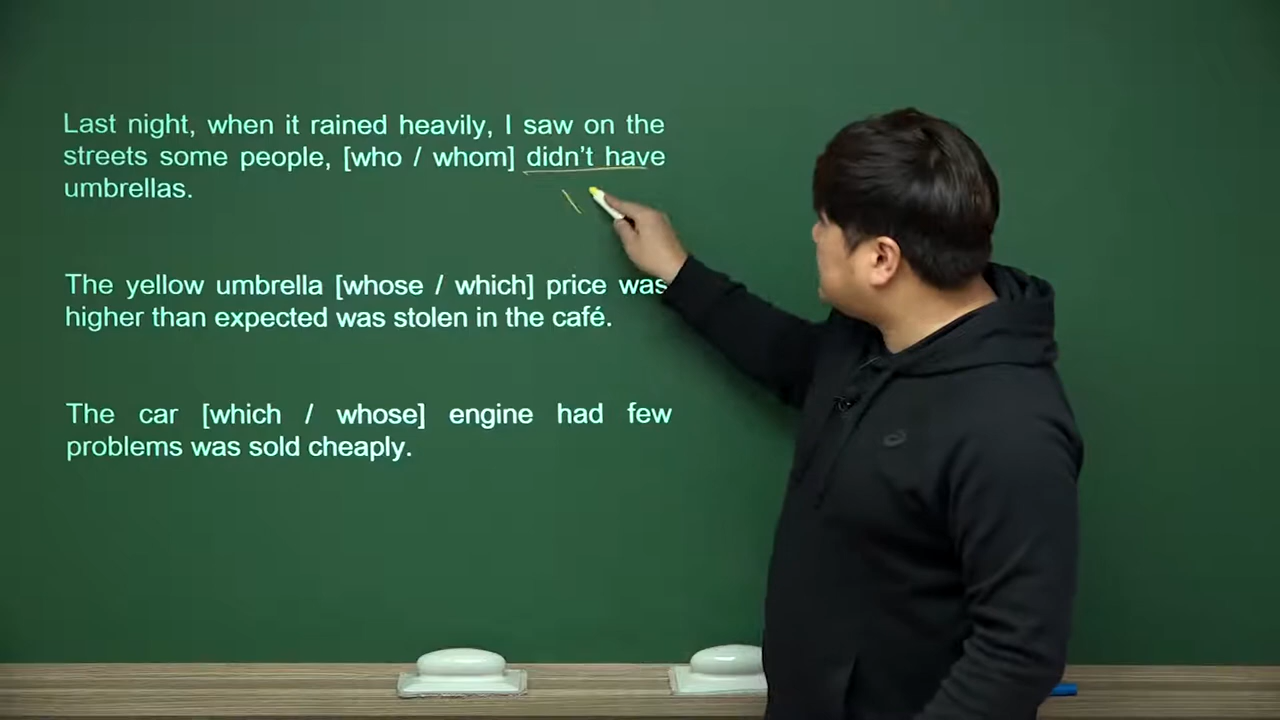 Last night, when it rained heavily, I saw on the
streets some people, [who / whom] didn't have
umbrellas.
The yellow umbrella [whose / which] price was
higher than expected was stolen in the café.
The car [which / whose] engine had few
problems was sold cheaply.